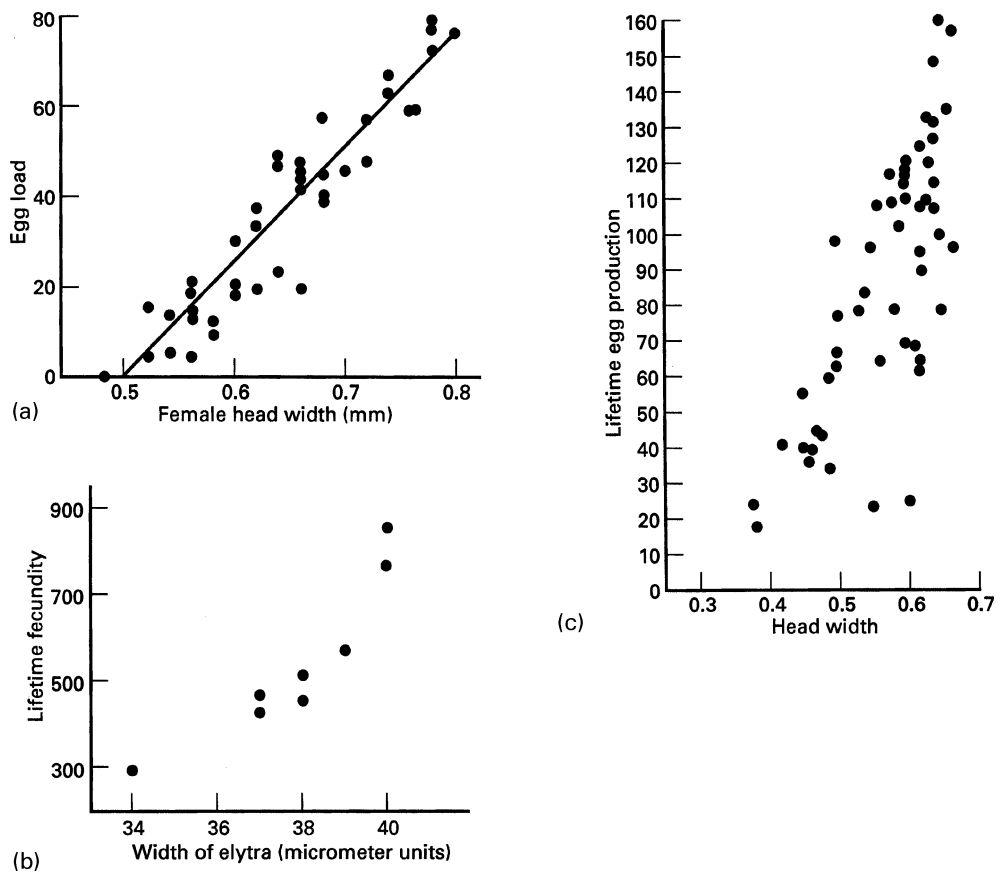 80
60
40
20
0
Egg load
0.5 0.6 0.7 0.8
Female head width (mm)
(a)
900
700
500
300
Lifetime fecundity
34 36 38 40
Width of elytra (micrometer units)
(b)
160
150
140
130
120
110
100
90
80
70
60
50
40
30
20
10
0
Lifetime egg production
0.3 0.4 0.5 0.6 0.7
Head width
(c)